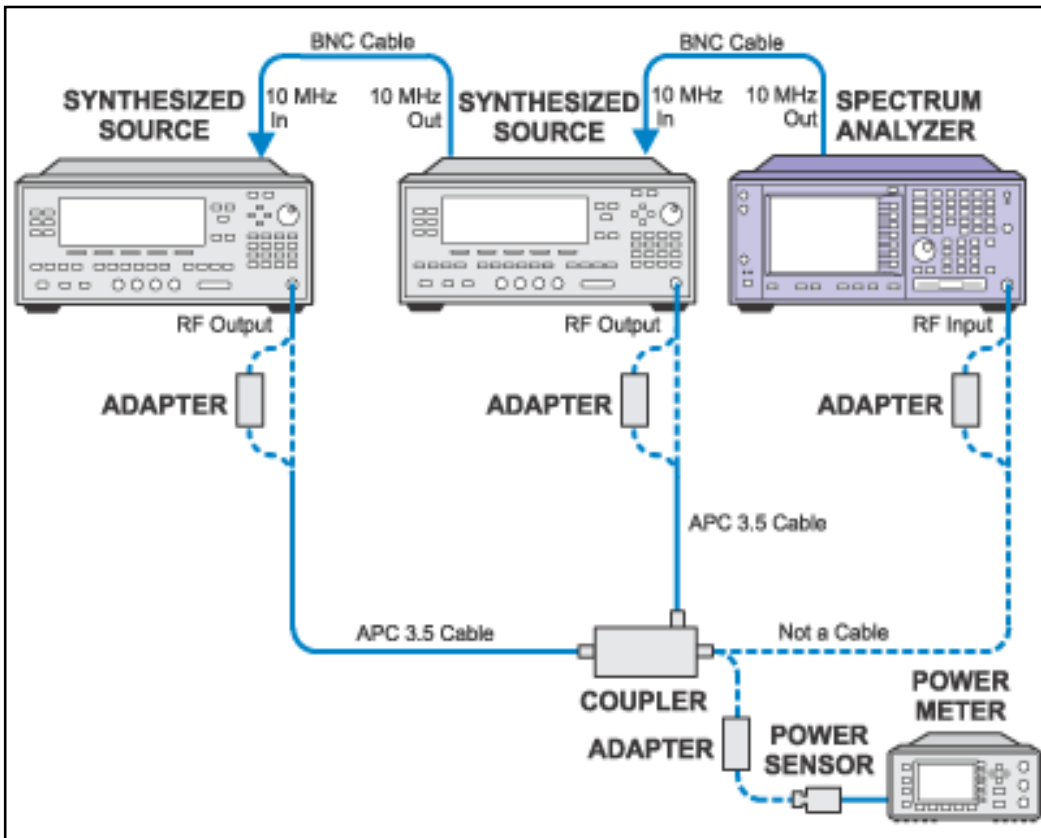 BNC Cable
BNC Cable
SYNTHESIZED
SOURCE
10 MHz
In
10 MHz
Out
SYNTHESIZED
SOURCE
10 MHz
In
10 MHz
Out
SPECTRUM
ANALYZER
RF Output
RF Output
RF Input
ADAPTER
ADAPTER
ADAPTER
APC 3.5 Cable
APC 3.5 Cable
Not a Cable
COUPLER
ADAPTER
POWER
SENSOR
POWER
METER